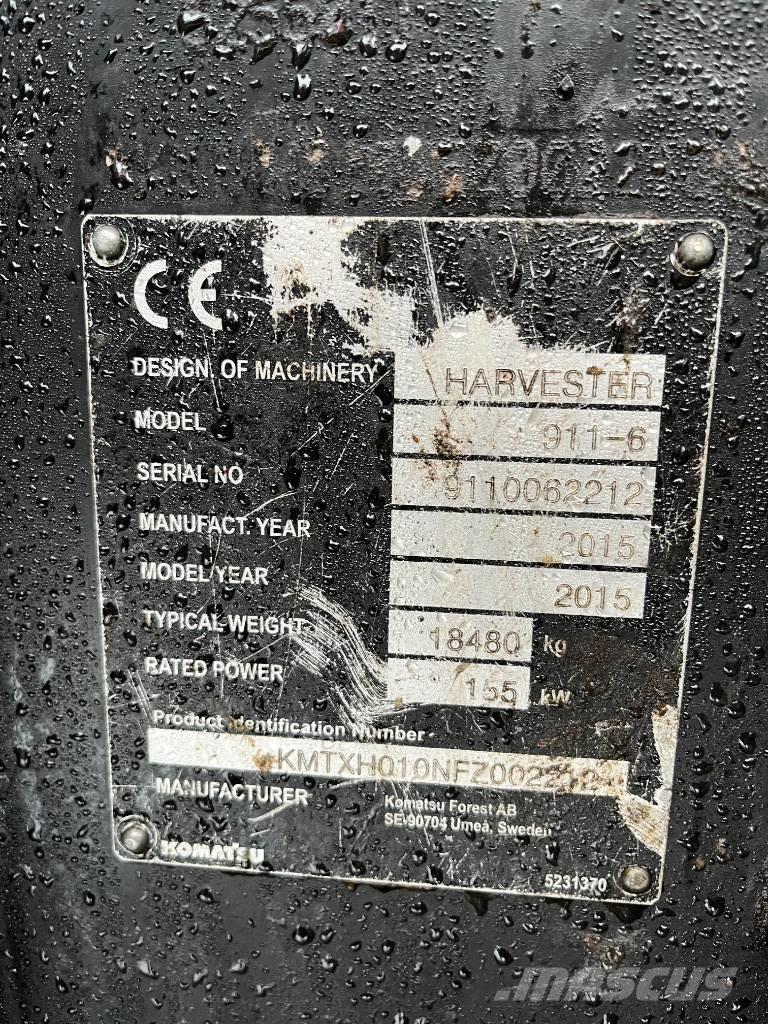 CE
DESIGN. OF MACHINERY HARVESTER
MODEL 911-6
SERIAL NO 9110062212
MANUFACT. YEAR 2015
MODEL YEAR 2015
TYPICAL WEIGHT 18480 kg
RATED POWER 155 kW
Product Identification Number
MANUFACTURER Komatsu Forest AB
SE-90704 Umeå, Sweden
KOMATSU
5231370
MASCUS